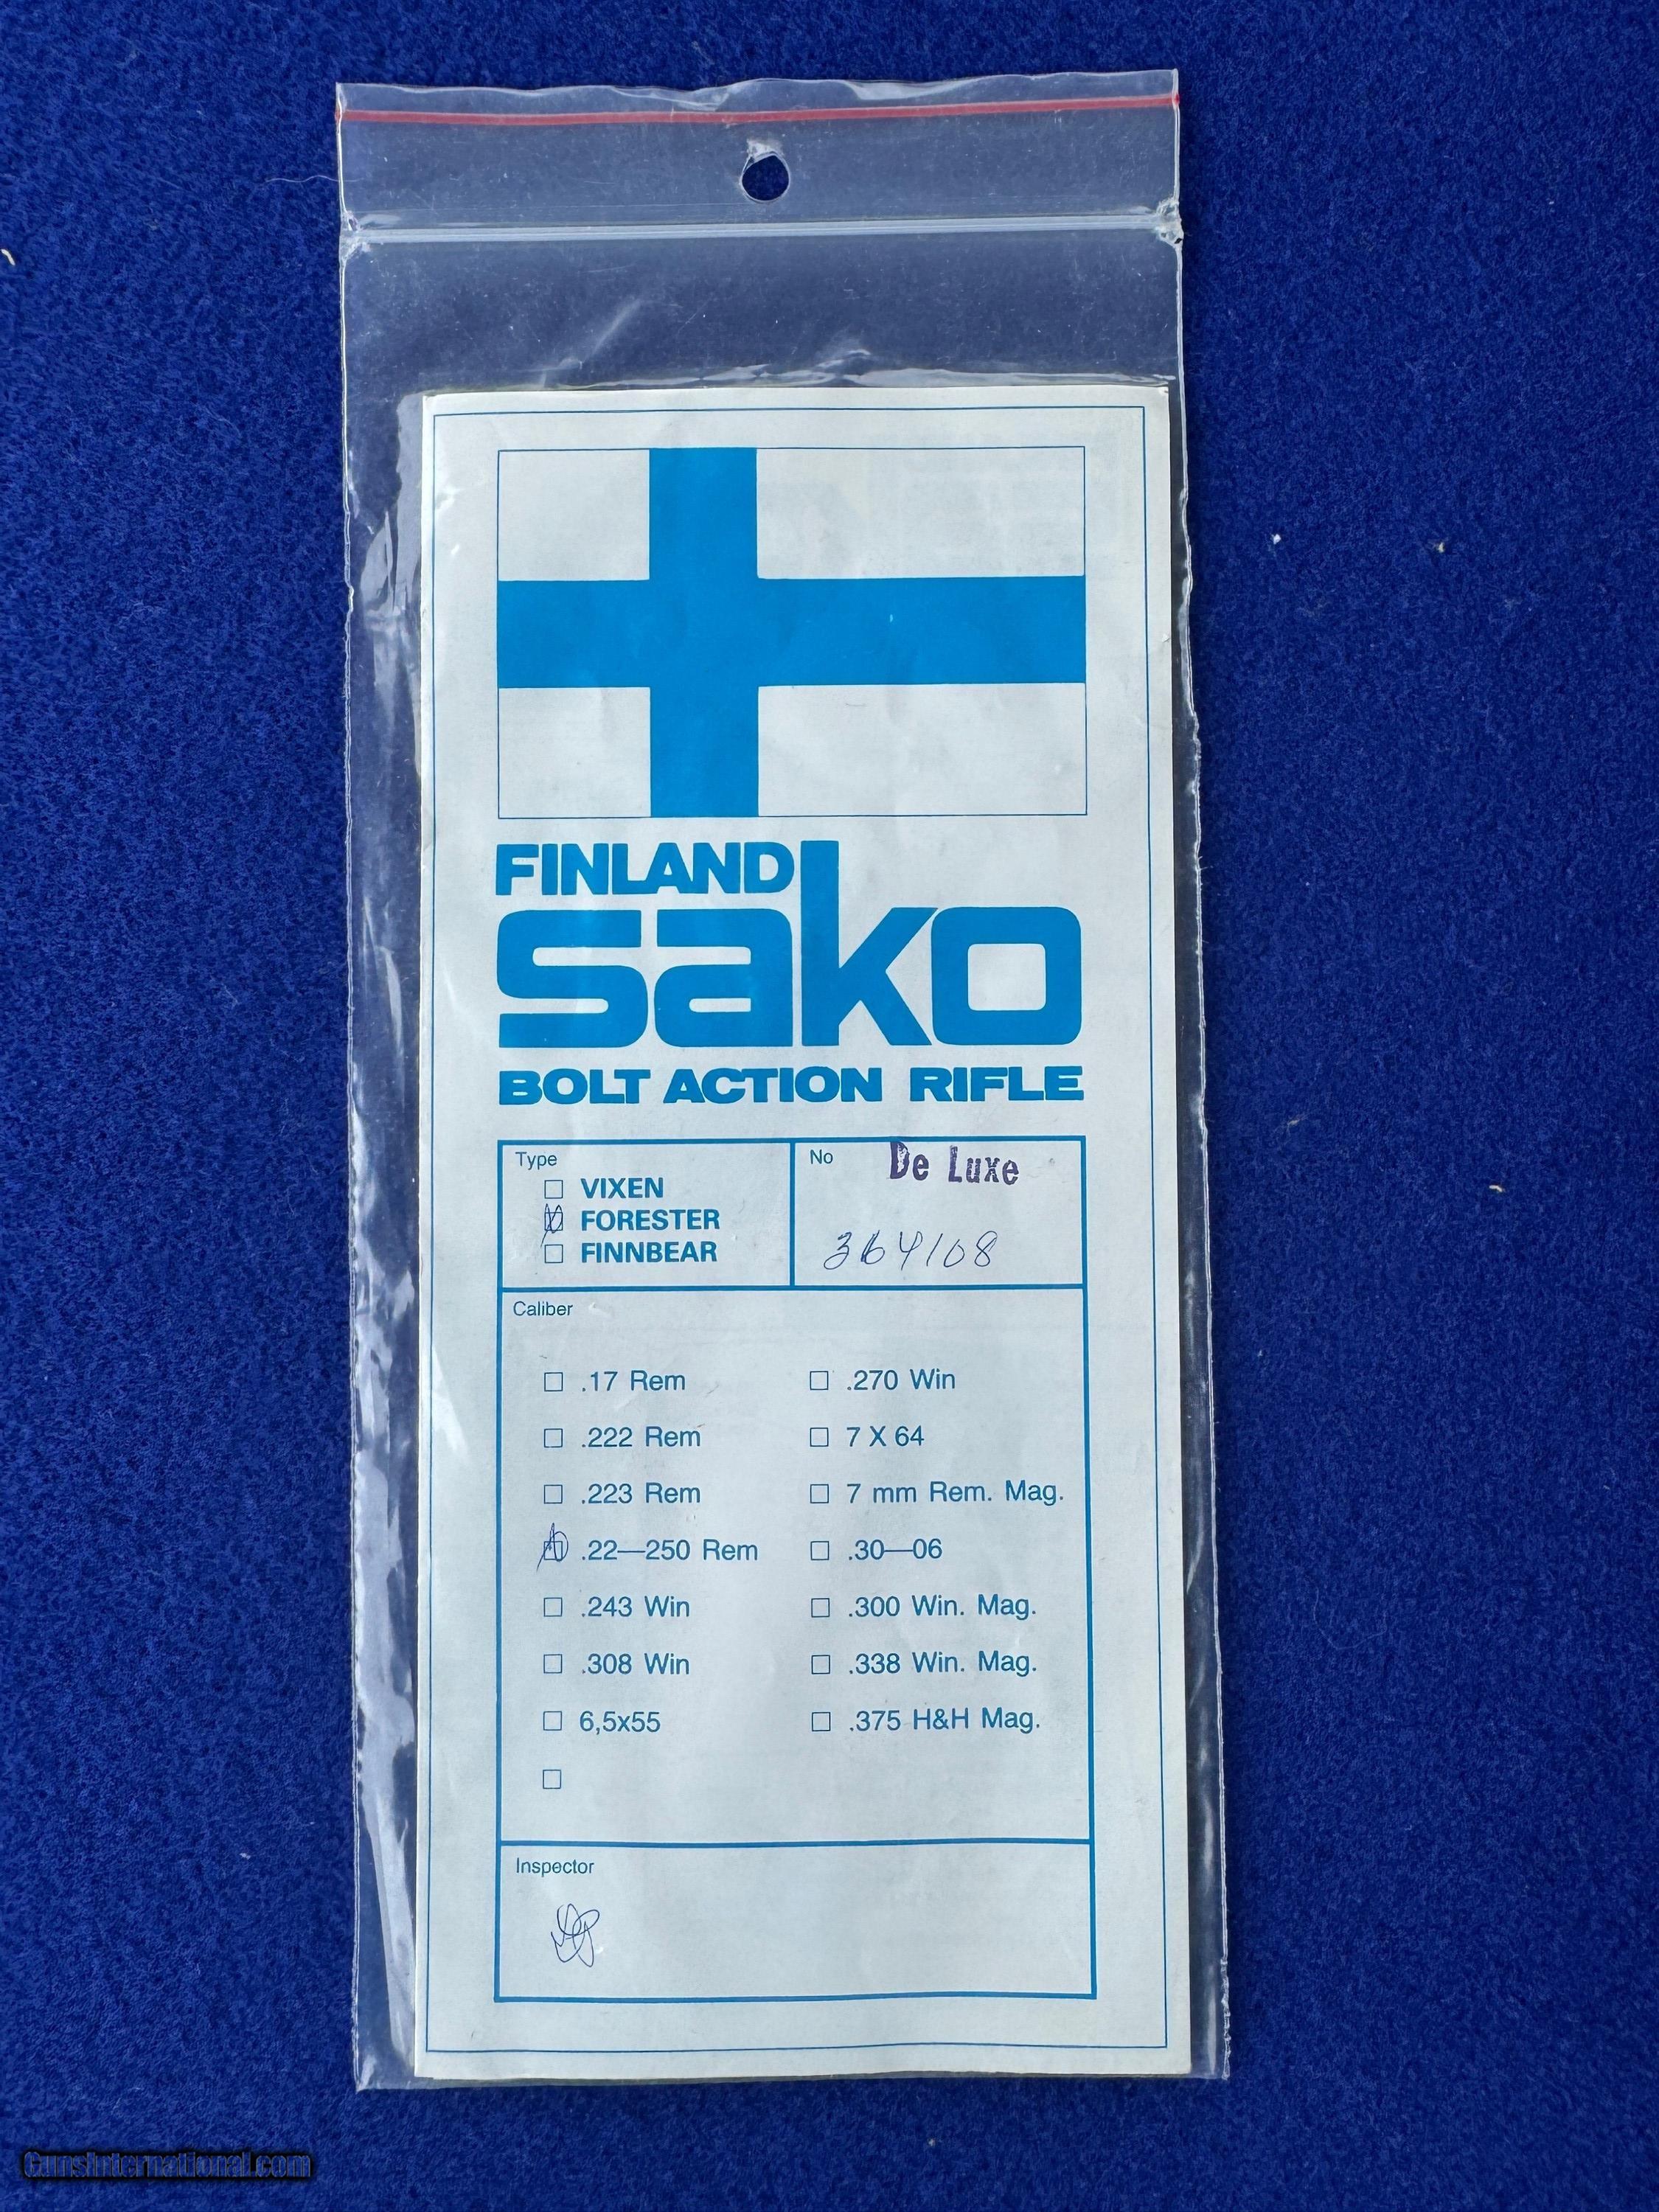 FINLAND
sako
BOLT ACTION RIFLE
Type
VIXEN
FORESTER
FINNBEAR
No
De Luxe
364108
Caliber
.17 Rem
.222 Rem
.223 Rem
.22—250 Rem
.243 Win
.308 Win
6,5x55
.270 Win
7 X 64
7 mm Rem. Mag.
.30—06
.300 Win. Mag.
.338 Win. Mag.
.375 H&H Mag.
Inspector
GunsInternational.com